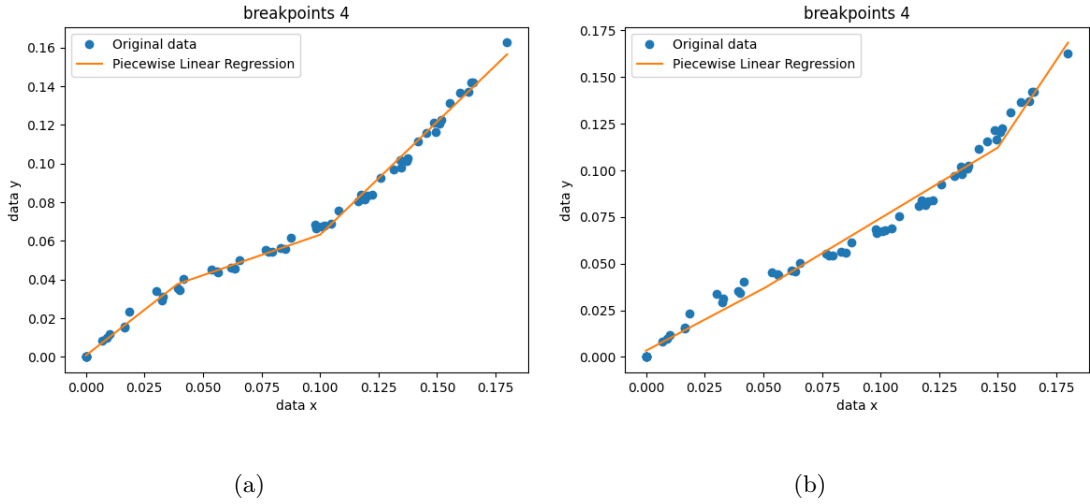 breakpoints 4
Original data
Piecewise Linear Regression
0.16
0.14
0.12
0.10
0.08
0.06
0.04
0.02
0.00
data y
0.000 0.025 0.050 0.075 0.100 0.125 0.150 0.175
data x
(a)
breakpoints 4
Original data
Piecewise Linear Regression
0.175
0.150
0.125
0.100
0.075
0.050
0.025
0.000
data y
0.000 0.025 0.050 0.075 0.100 0.125 0.150 0.175
data x
(b)